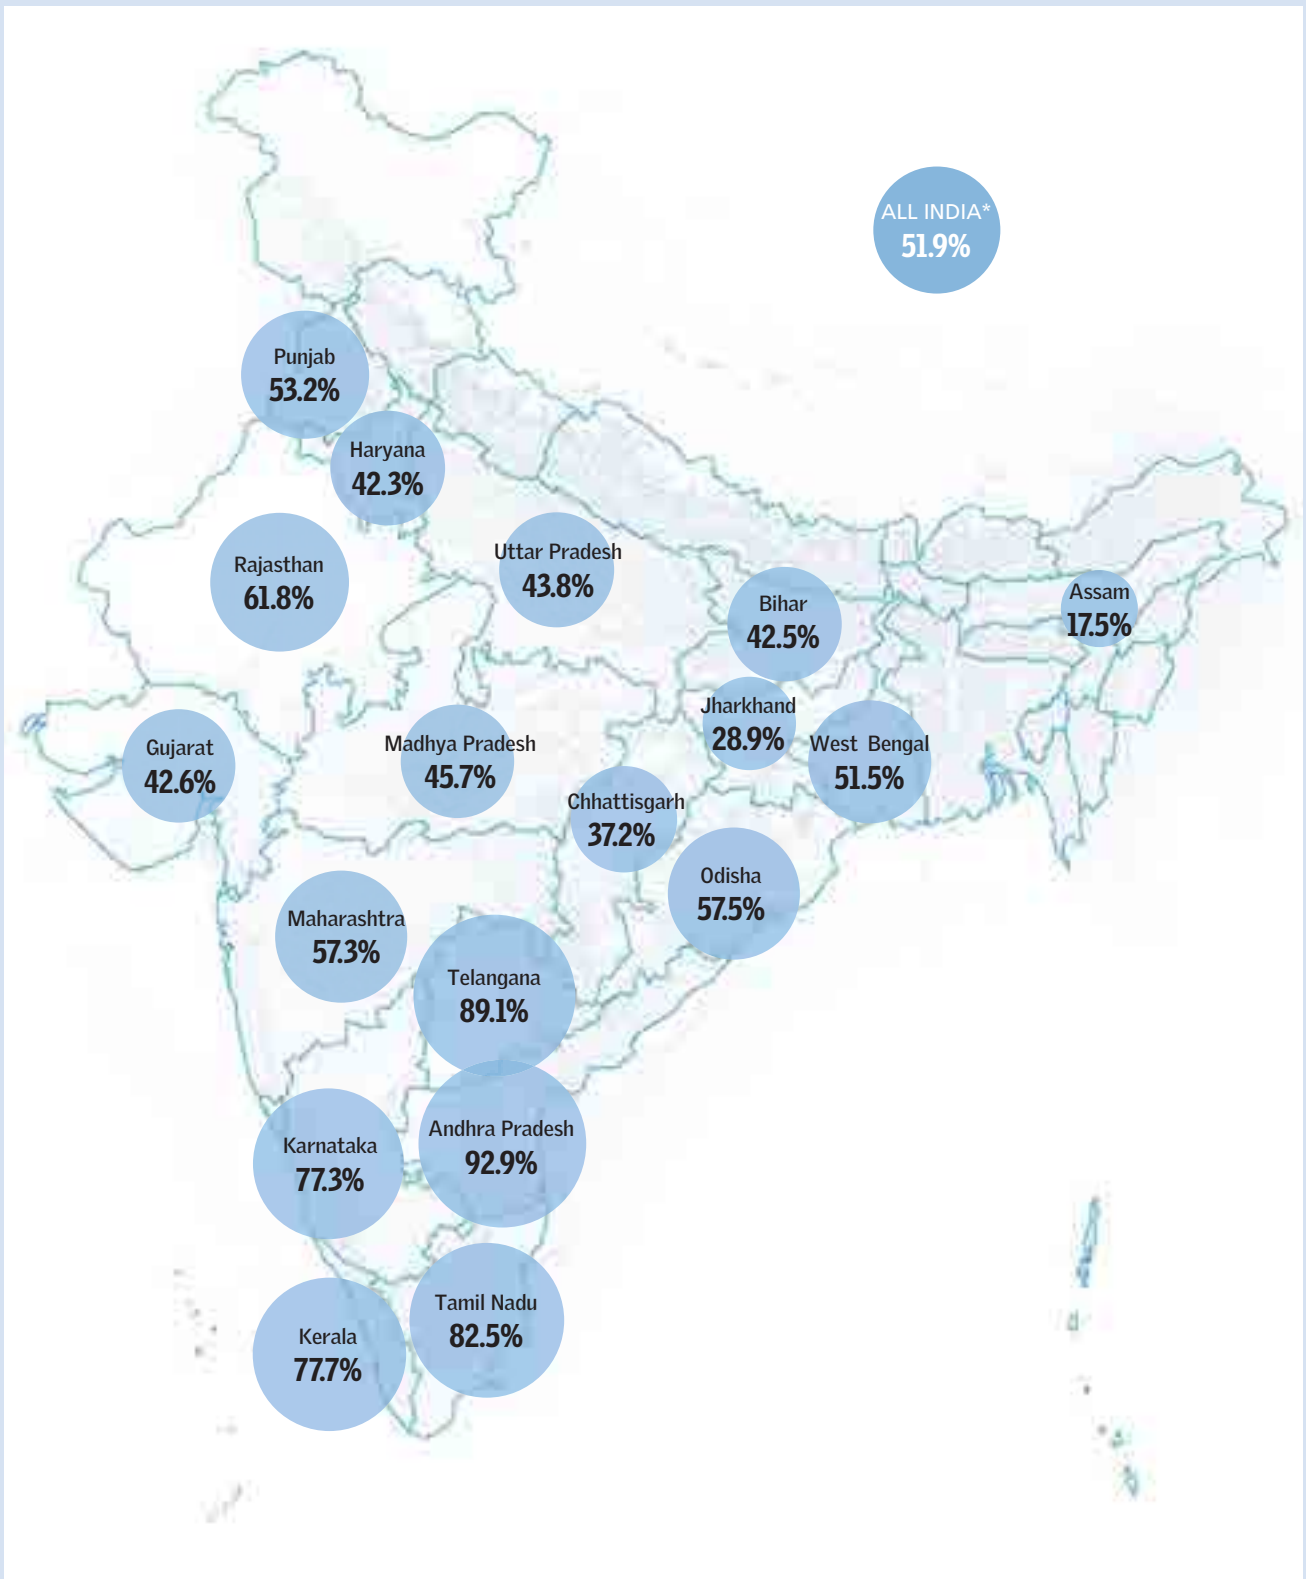 ALL INDIA*
51.9%
Punjab
53.2%
Haryana
42.3%
Rajasthan
61.8%
Uttar Pradesh
43.8%
Bihar
42.5%
Assam
17.5%
Gujarat
42.6%
Madhya Pradesh
45.7%
Jharkhand
28.9%
West Bengal
51.5%
Chhattisgarh
37.2%
Odisha
57.5%
Maharashtra
57.3%
Telangana
89.1%
Andhra Pradesh
92.9%
Karnataka
77.3%
Tamil Nadu
82.5%
Kerala
77.7%